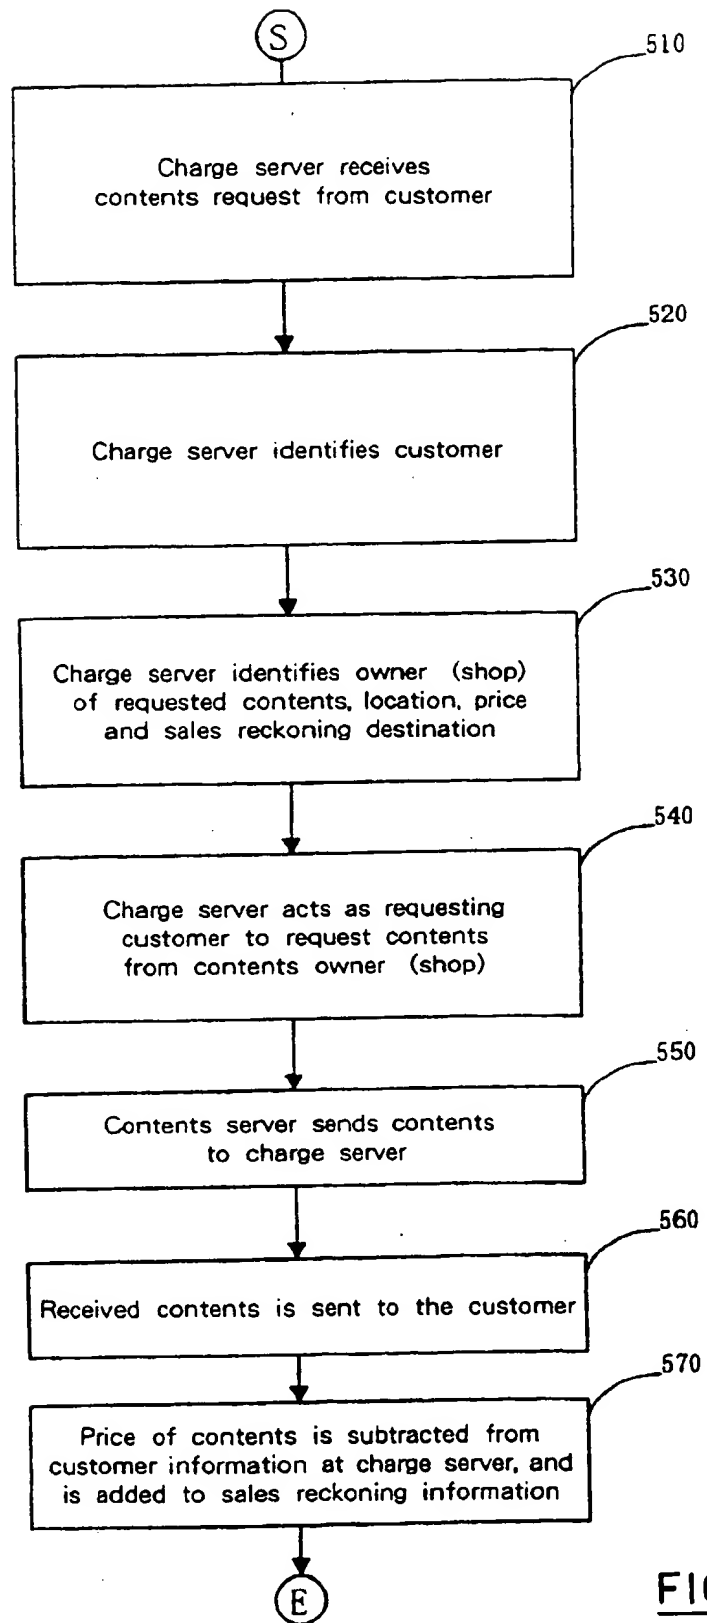 S
510
Charge server receives
contents request from customer
520
Charge server identifies customer
530
Charge server identifies owner (shop)
of requested contents, location, price
and sales reckoning destination
540
Charge server acts as requesting
customer to request contents
from contents owner (shop)
550
Contents server sends contents
to charge server
560
Received contents is sent to the customer
570
Price of contents is subtracted from
customer information at charge server, and
is added to sales reckoning information
E
FIG